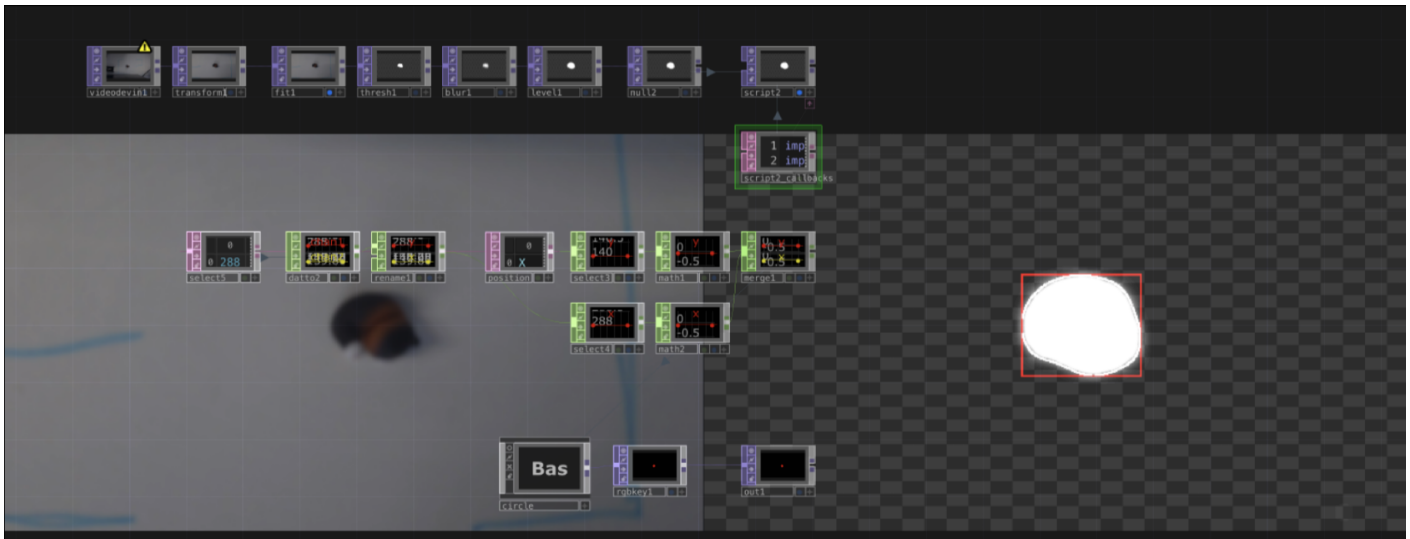 videodevin1
transform1
fit1
thresh1
blur1
level1
null2
script2
1 imp
2 imp
script2_callbacks
0
0 288
select5
datto2
288
rename1
0
0 X
position
140
select3
Y
0
-0.5
math1
merge1
288
select4
X
0
-0.5
math2
Bas
circle
rgbkey1
out1